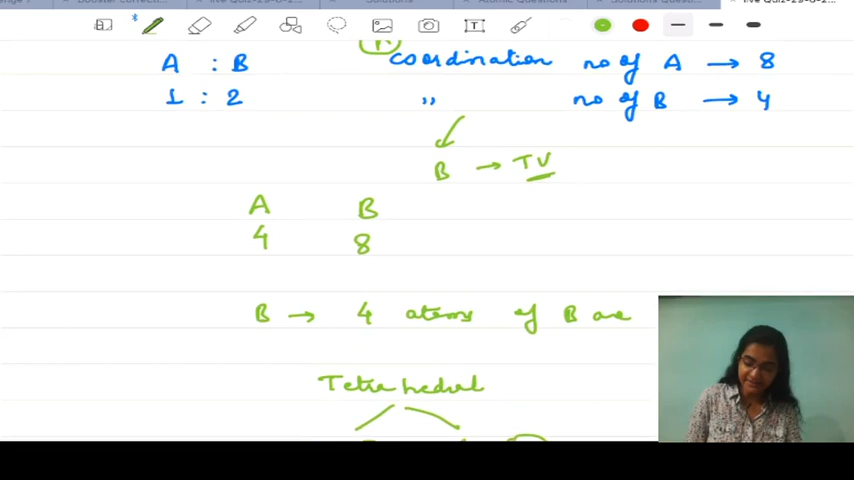 A : B coordination no of A → 8
1 : 2 ,, no of B → 4
B → TV
A B
4 8
B → 4 atoms of B are
Tetrahedral